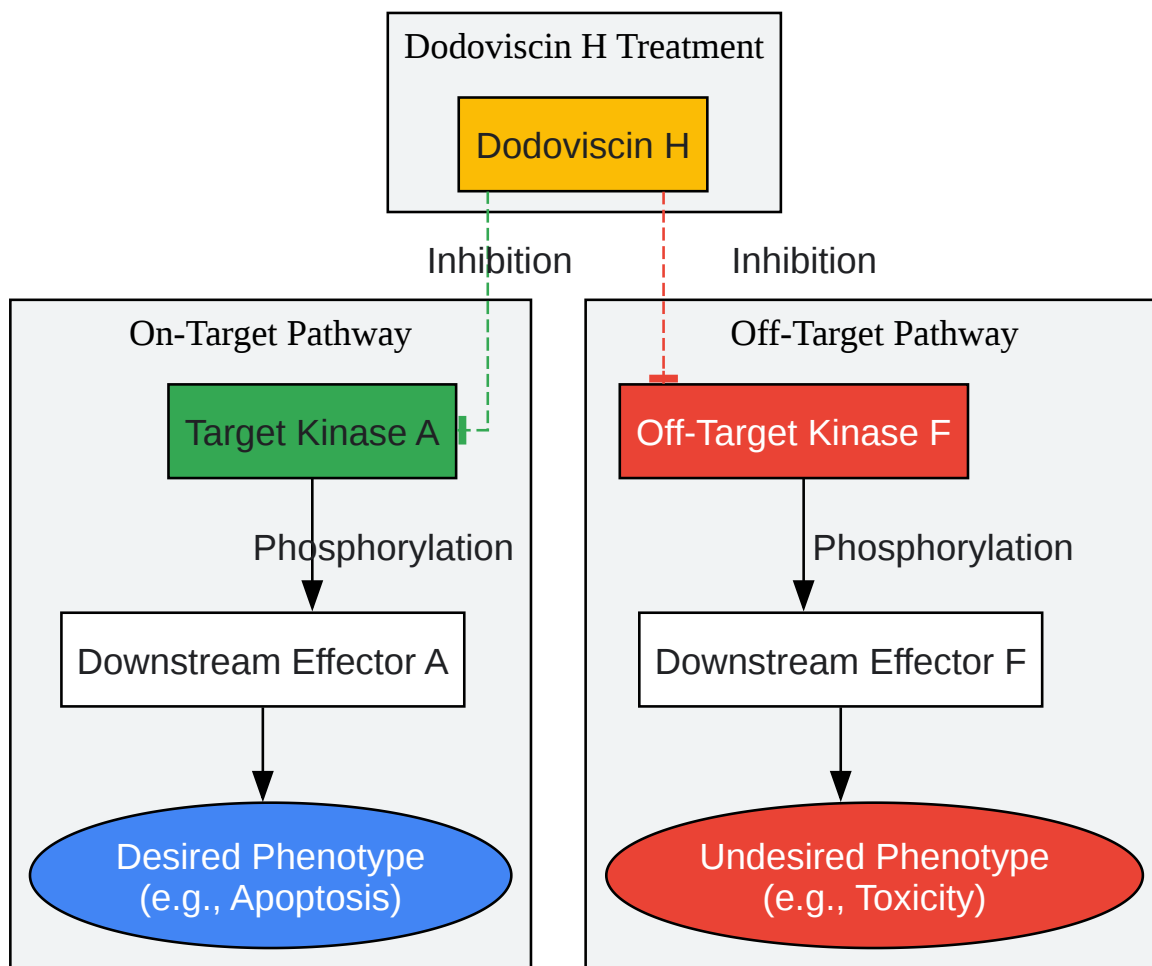 Dodoviscin H Treatment
Dodoviscin H
Inhibition
Inhibition
On-Target Pathway
Off-Target Pathway
Target Kinase A
Off-Target Kinase F
Phosphorylation
Phosphorylation
Downstream Effector A
Downstream Effector F
Desired Phenotype
(e.g., Apoptosis)
Undesired Phenotype
(e.g., Toxicity)